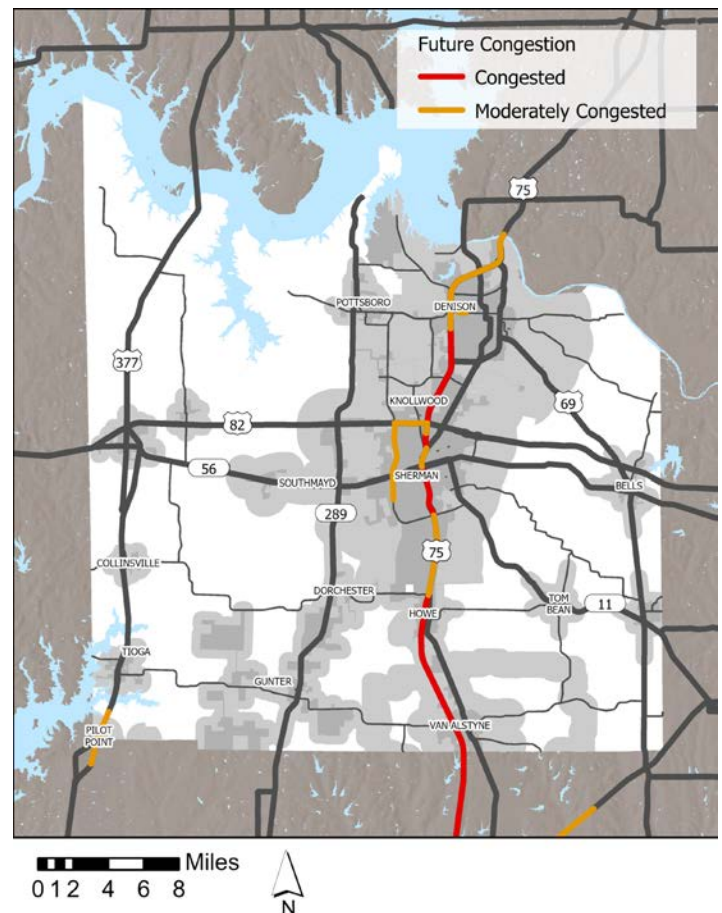 Future Congestion
Congested
Moderately Congested
75
POTTSBORO
DENISON
377
KNOLLWOOD
69
82
56
SOUTHMAYD
SHERMAN
BELLS
289
75
COLLINSVILLE
DORCHESTER
HOWE
TOM
BEAN
11
TIOGA
GUNTER
PILOT
POINT
VAN ALSTYNE
Miles
0 1 2 4 6 8
N